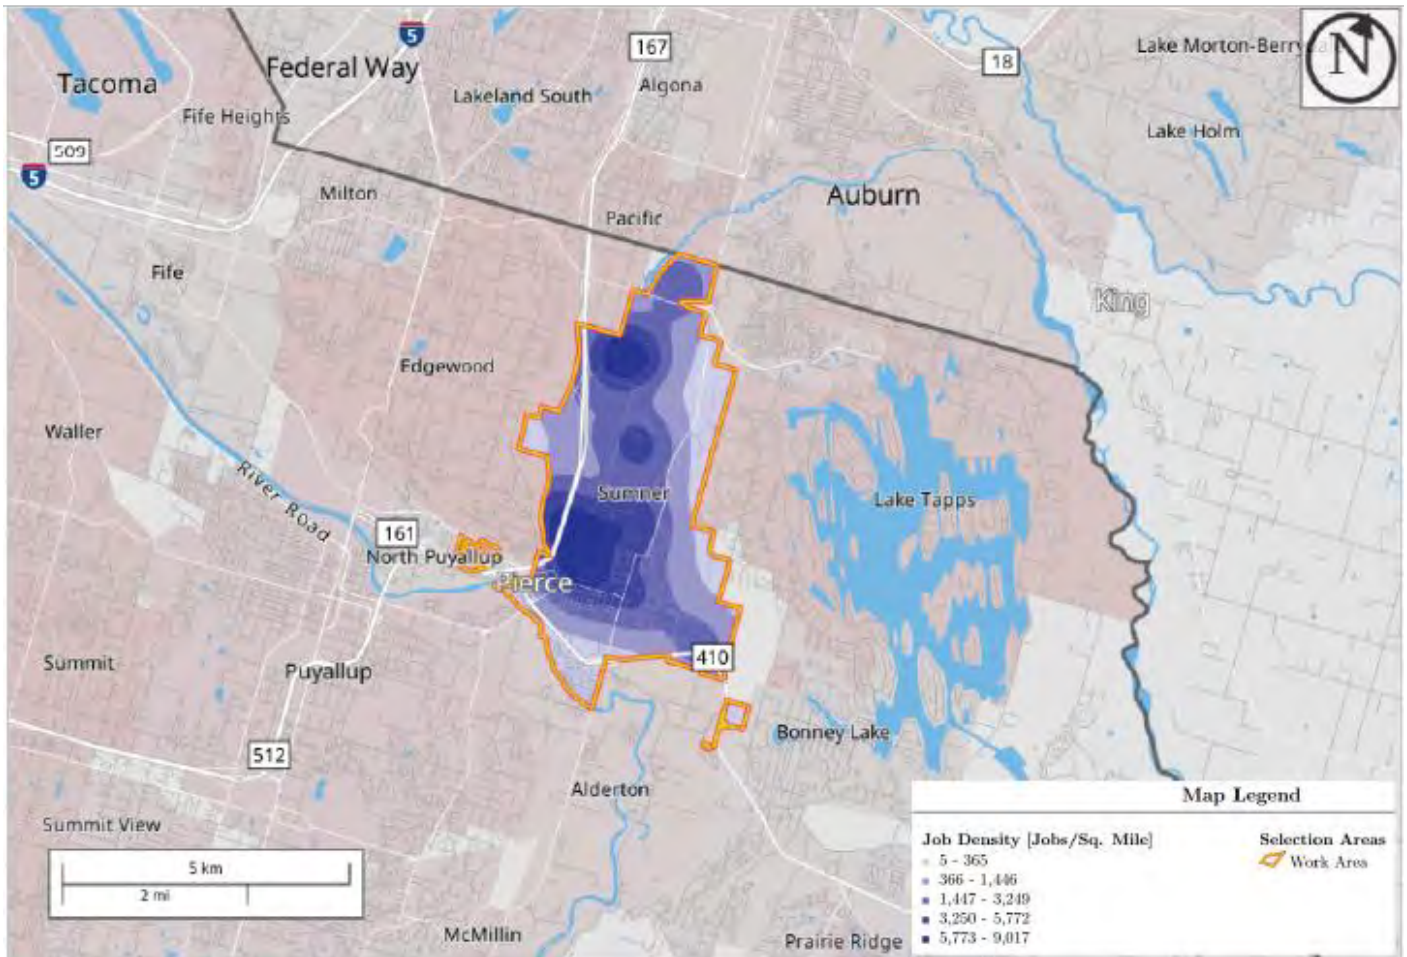 5
167
18
Lake Morton-Berry
N
Tacoma
Federal Way
Lakeland South
Algona
Fife Heights
Lake Holm
509
5
Milton
Auburn
Pacific
Fife
King
Edgewood
Waller
River Road
Sumner
Lake Tapps
161
North Puyallup
Pierce
Summit
Puyallup
410
Bonney Lake
512
Alderton
Summit View
5 km
2 mi
McMillin
Prairie Ridge
Map Legend
Job Density [Jobs/Sq. Mile]
5 - 365
366 - 1,446
1,447 - 3,249
3,250 - 5,772
5,773 - 9,017
Selection Areas
Work Area